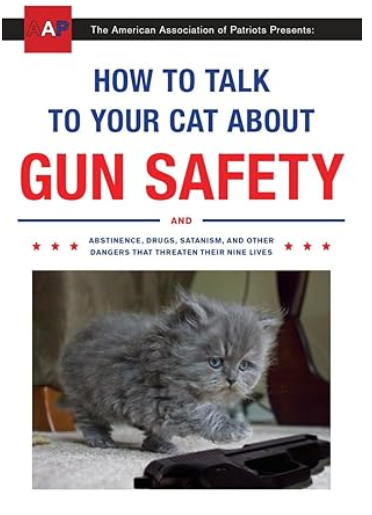 AAP
The American Association of Patriots Presents:
HOW TO TALK
TO YOUR CAT ABOUT
GUN SAFETY
AND
ABSTINENCE, DRUGS, SATANISM, AND OTHER
DANGERS THAT THREATEN THEIR NINE LIVES